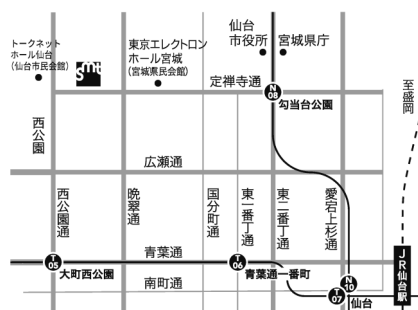 仙台
市役所
宮城県庁
トークネット
ホール仙台
(仙台市民会館)
smt
東京エレクトロン
ホール宮城
(宮城県民会館)
定禅寺通
N
08
勾当台公園
至盛岡
西公園
広瀬通
西公園通
晩翠通
国分町通
東一番丁通
東二番丁通
愛宕上杉通
JR仙台駅
青葉通
T
05
大町西公園
T
06
青葉通一番町
南町通
N
10
T
07
仙台